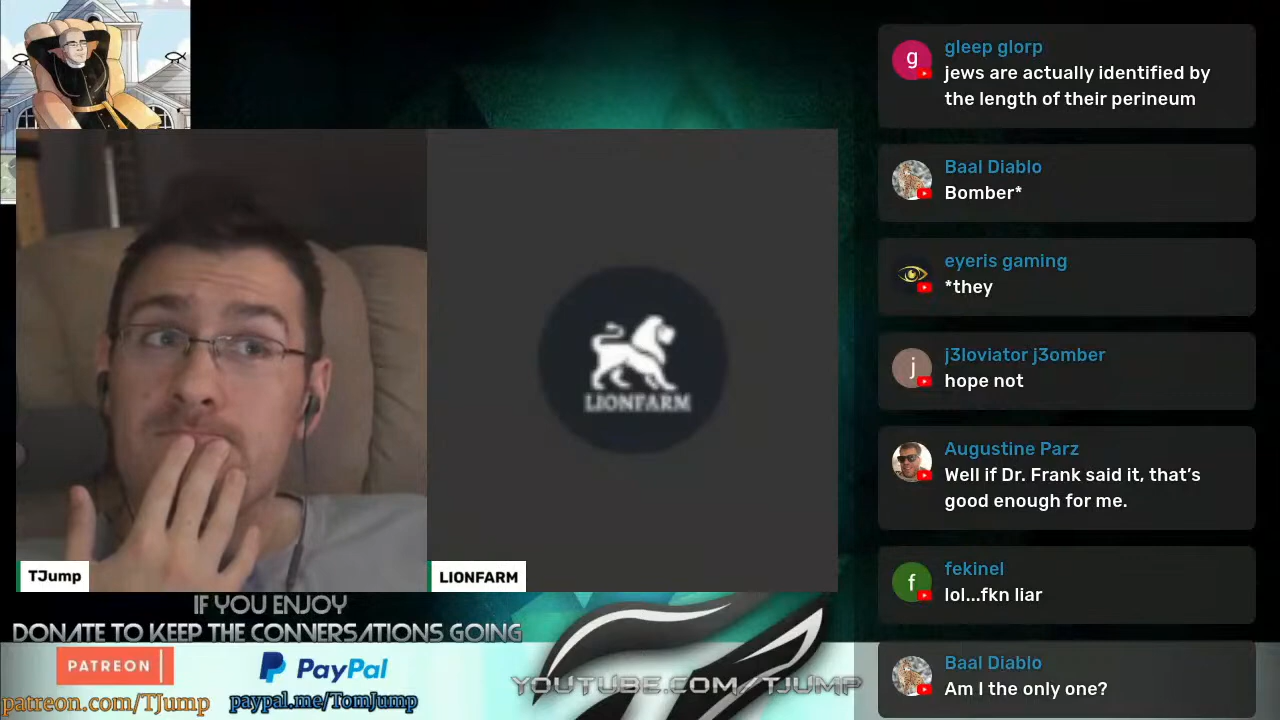 g
gleep glorp
jews are actually identified by
the length of their perineum
Baal Diablo
Bomber*
eyeris gaming
*they
j
j3loviator j3omber
hope not
Augustine Parz
Well if Dr. Frank said it, that’s
good enough for me.
f
fekinel
lol...fkn liar
Baal Diablo
Am I the only one?
LIONFARM
TJump
LIONFARM
IF YOU ENJOY
DONATE TO KEEP THE CONVERSATIONS GOING
PATREON
PayPal
patreon.com/TJump
paypal.me/TomJump
YOUTUBE.COM/TJUMP